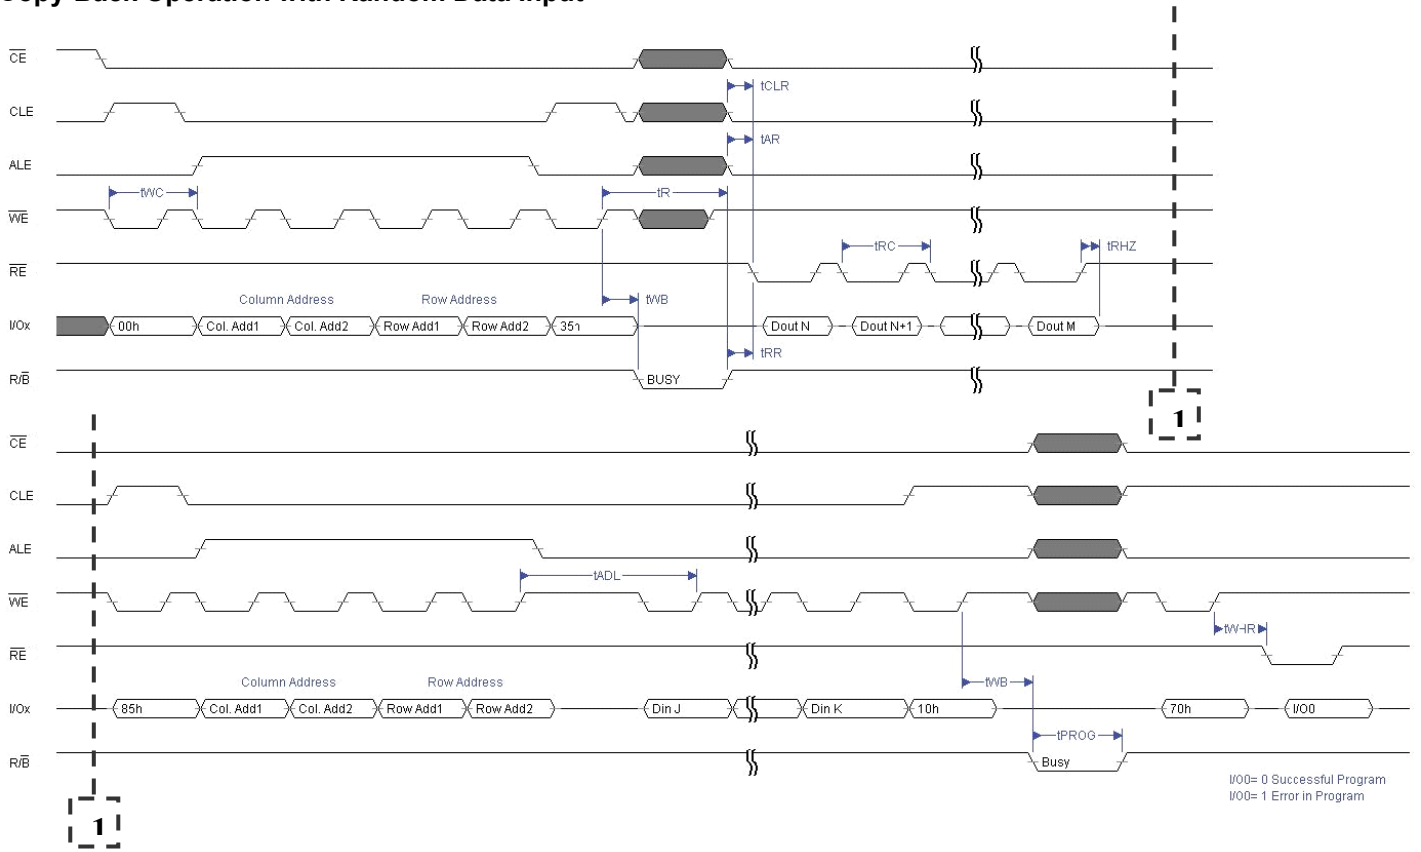 Copy-Back Operation with Random Data Input
CE
tCLR
CLE
tAR
ALE
tWC
tR
WE
tRC
tRHZ
RE
Column Address
Row Address
tWB
I/Ox
00h
Col. Add1
Col. Add2
Row Add1
Row Add2
35h
Dout N
Dout N+1
Dout M
tRR
R/B
BUSY
1
CE
CLE
ALE
tADL
WE
tWHR
RE
Column Address
Row Address
tWB
I/Ox
85h
Col. Add1
Col. Add2
Row Add1
Row Add2
Din J
Din K
10h
70h
I/O0
tPROG
R/B
Busy
I/O0= 0 Successful Program
I/O0= 1 Error in Program
1